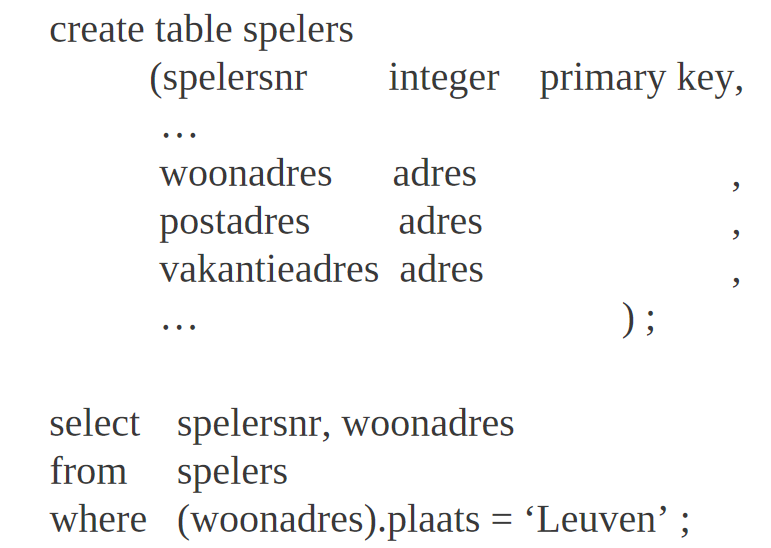 create table spelers
(spelersnr integer primary key,
…
woonadres adres ,
postadres adres ,
vakantieadres adres ,
… ) ;
select spelersnr, woonadres
from spelers
where (woonadres).plaats = ‘Leuven’ ;